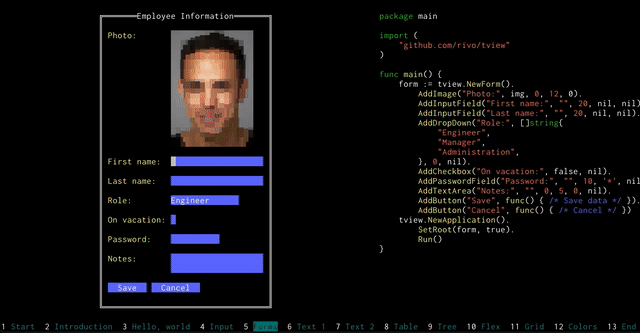 Employee Information
Photo:
First name:
Last name:
Role: Engineer
On vacation:
Password:
Notes:
Save Cancel
package main
import (
"github.com/rivo/tview"
)
func main() {
form := tview.NewForm().
AddImage("Photo:", img, 0, 12, 0).
AddInputField("First name:", "", 20, nil, nil)
AddInputField("Last name:", "", 20, nil, nil).
AddDropDown("Role:", []string{
"Engineer",
"Manager",
"Administration",
}, 0, nil).
AddCheckbox("On vacation:", false, nil).
AddPasswordField("Password:", "", 10, '*', nil
AddTextArea("Notes:", "", 0, 5, 0, nil).
AddButton("Save", func() { /* Save data */ }).
AddButton("Cancel", func() { /* Cancel */ })
tview.NewApplication().
SetRoot(form, true).
Run()
}
1 Start 2 Introduction 3 Hello, world 4 Input 5 Forms 6 Text 1 7 Text 2 8 Table 9 Tree 10 Flex 11 Grid 12 Colors 13 End